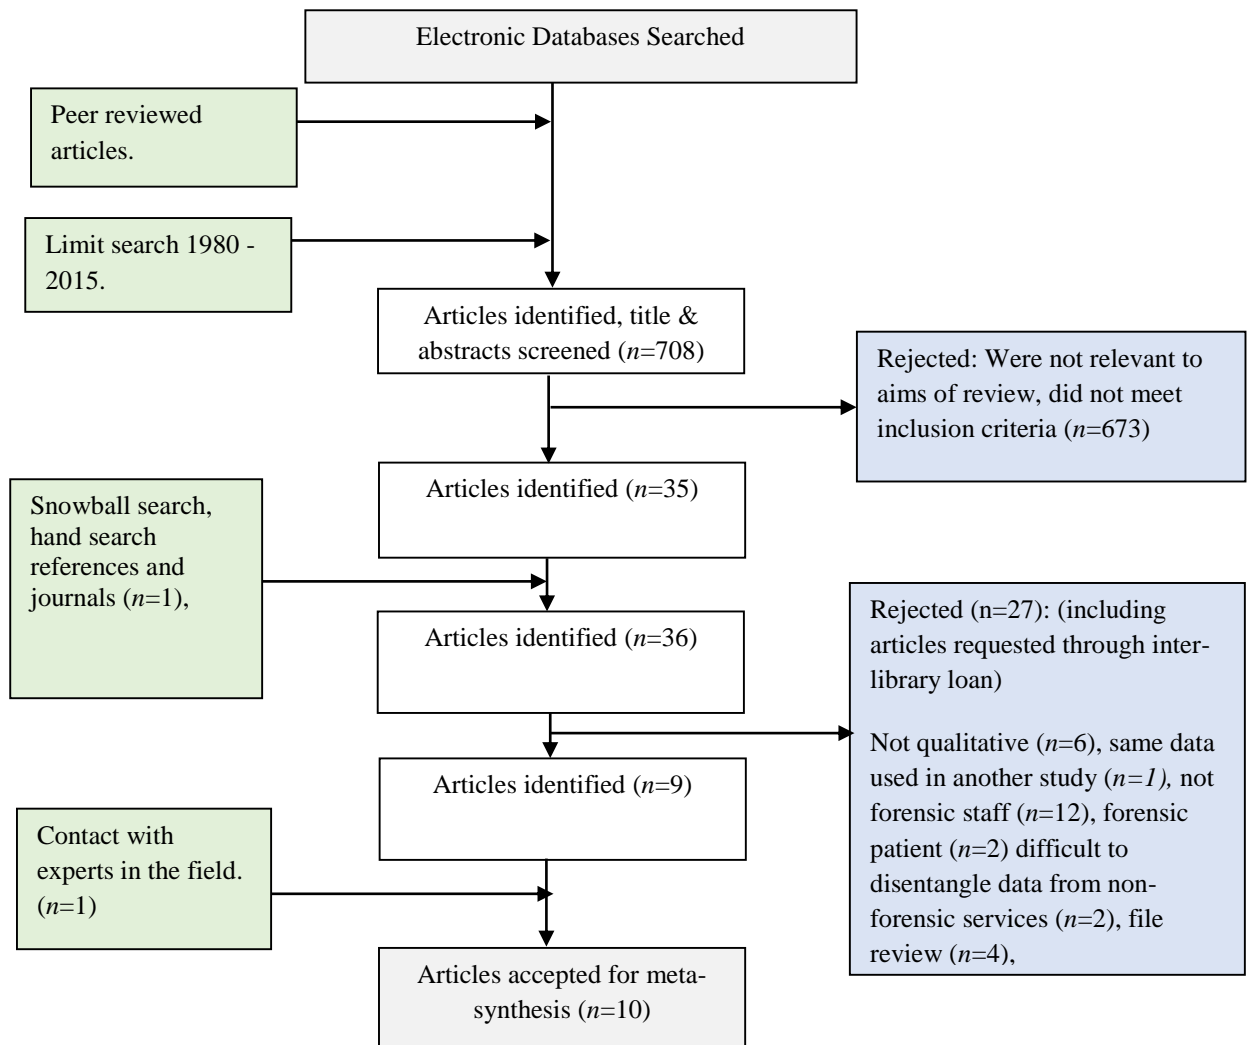 Electronic Databases Searched
Peer reviewed
articles.
Limit search 1980 -
2015.
Articles identified, title &
abstracts screened (n=708)
Rejected: Were not relevant to
aims of review, did not meet
inclusion criteria (n=673)
Articles identified (n=35)
Snowball search,
hand search
references and
journals (n=1),
Articles identified (n=36)
Rejected (n=27): (including
articles requested through inter-
library loan)
Not qualitative (n=6), same data
used in another study (n=1), not
forensic staff (n=12), forensic
patient (n=2) difficult to
disentangle data from non-
forensic services (n=2), file
review (n=4),
Articles identified (n=9)
Contact with
experts in the field.
(n=1)
Articles accepted for meta-
synthesis (n=10)